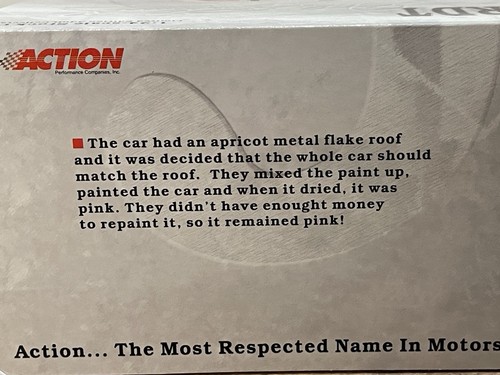 RDT
ACTION
Performance Companies, Inc.
■ The car had an apricot metal flake roof
and it was decided that the whole car should
match the roof. They mixed the paint up,
painted the car and when it dried, it was
pink. They didn't have enought money
to repaint it, so it remained pink!
Action... The Most Respected Name In Motors